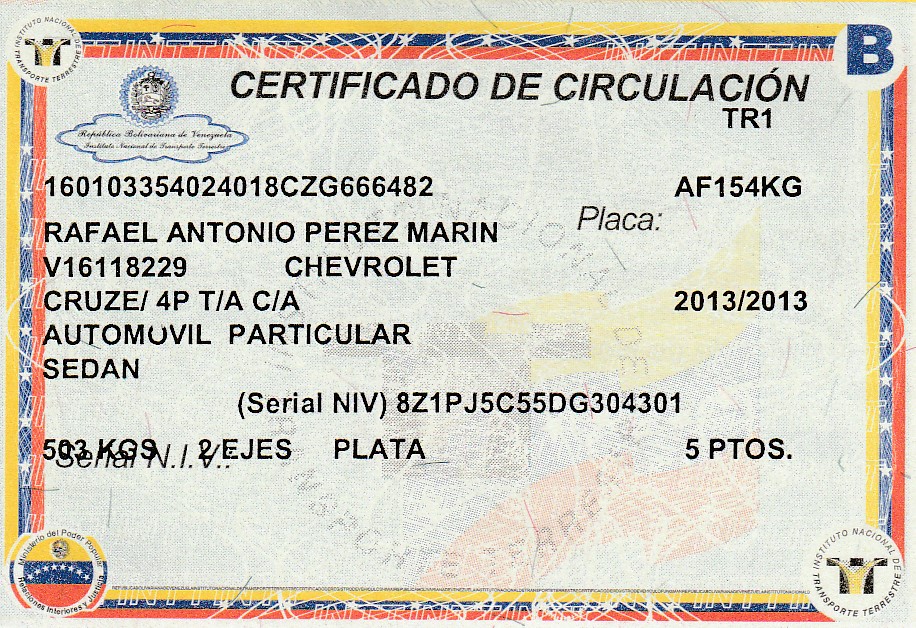 INSTITUTO NACIONAL DE TRANSPORTE TERRESTRE
B
CERTIFICADO DE CIRCULACIÓN
TR1
República Bolivariana de Venezuela
Instituto Nacional de Transporte Terrestre
160103354024018CZG666482 AF154KG
Placa:
RAFAEL ANTONIO PEREZ MARIN
V16118229 CHEVROLET
CRUZE/ 4P T/A C/A 2013/2013
AUTOMOVIL PARTICULAR
SEDAN
(Serial NIV) 8Z1PJ5C55DG304301
503 KGS 2 EJES PLATA 5 PTOS.
Serial N.I.V.:
Ministerio del Poder Popular
Relaciones Interiores y Justicia
INSTITUTO NACIONAL DE TRANSPORTE TERRESTRE